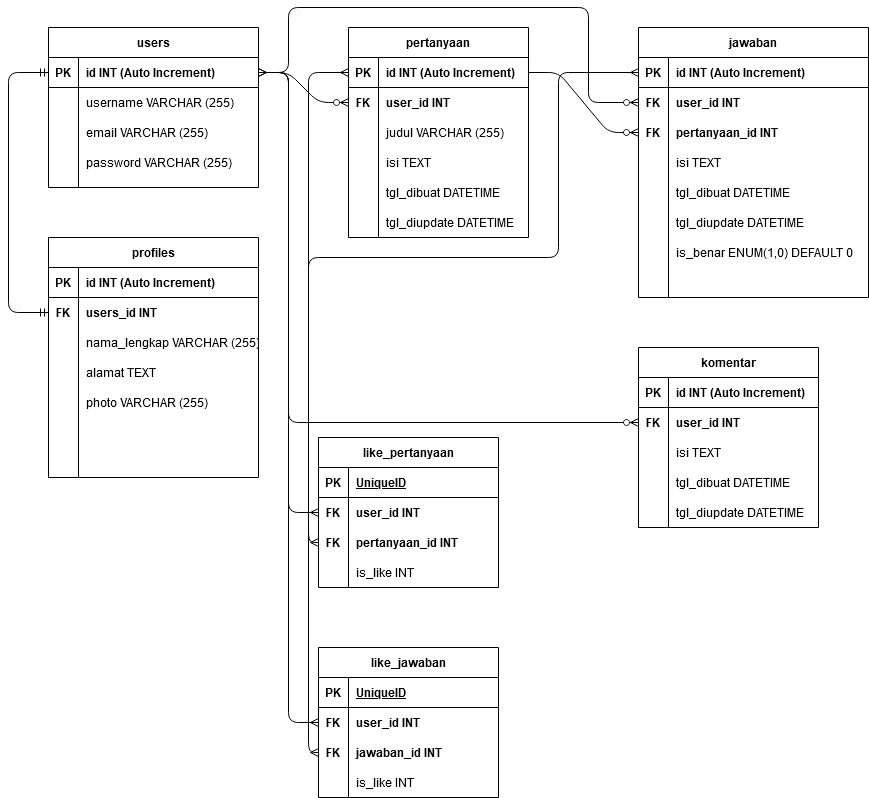 users
PK id INT (Auto Increment)
username VARCHAR (255)
email VARCHAR (255)
password VARCHAR (255)
pertanyaan
PK id INT (Auto Increment)
FK user_id INT
judul VARCHAR (255)
isi TEXT
tgl_dibuat DATETIME
tgl_diupdate DATETIME
jawaban
PK id INT (Auto Increment)
FK user_id INT
FK pertanyaan_id INT
isi TEXT
tgl_dibuat DATETIME
tgl_diupdate DATETIME
is_benar ENUM(1,0) DEFAULT 0
profiles
PK id INT (Auto Increment)
FK users_id INT
nama_lengkap VARCHAR (255)
alamat TEXT
photo VARCHAR (255)
komentar
PK id INT (Auto Increment)
FK user_id INT
isi TEXT
tgl_dibuat DATETIME
tgl_diupdate DATETIME
like_pertanyaan
PK UniqueID
FK user_id INT
FK pertanyaan_id INT
is_like INT
like_jawaban
PK UniqueID
FK user_id INT
FK jawaban_id INT
is_like INT